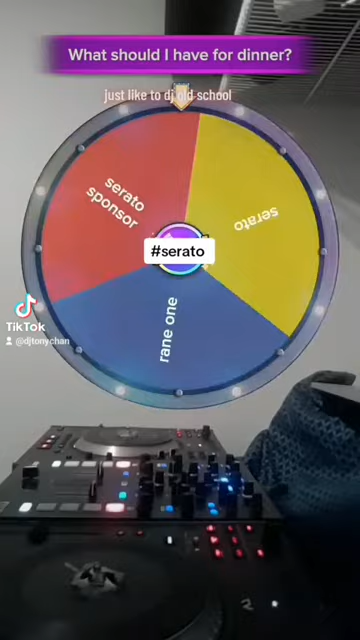 What should I have for dinner?
just like to dj old-school
serato
sponsor
serato
#serato
rane one
TikTok
@djtonychan
2